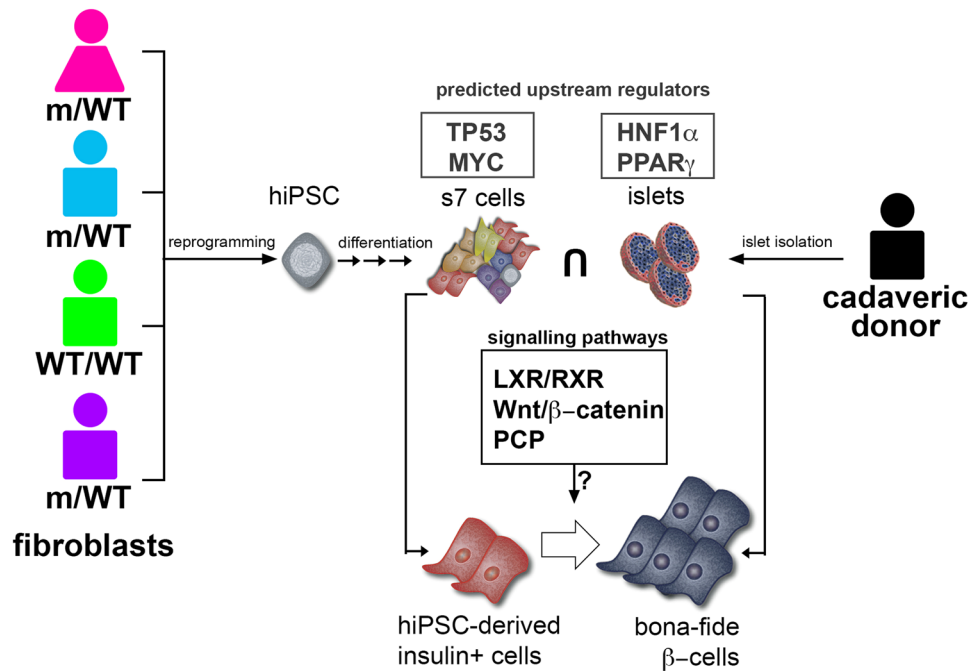 m/WT
m/WT
WT/WT
m/WT
fibroblasts
reprogramming
hiPSC
differentiation
predicted upstream regulators
TP53
MYC
s7 cells
HNF1α
PPARγ
islets
∩
islet isolation
cadaveric
donor
signalling pathways
LXR/RXR
Wnt/β−catenin
PCP
?
hiPSC-derived
insulin+ cells
bona-fide
β−cells